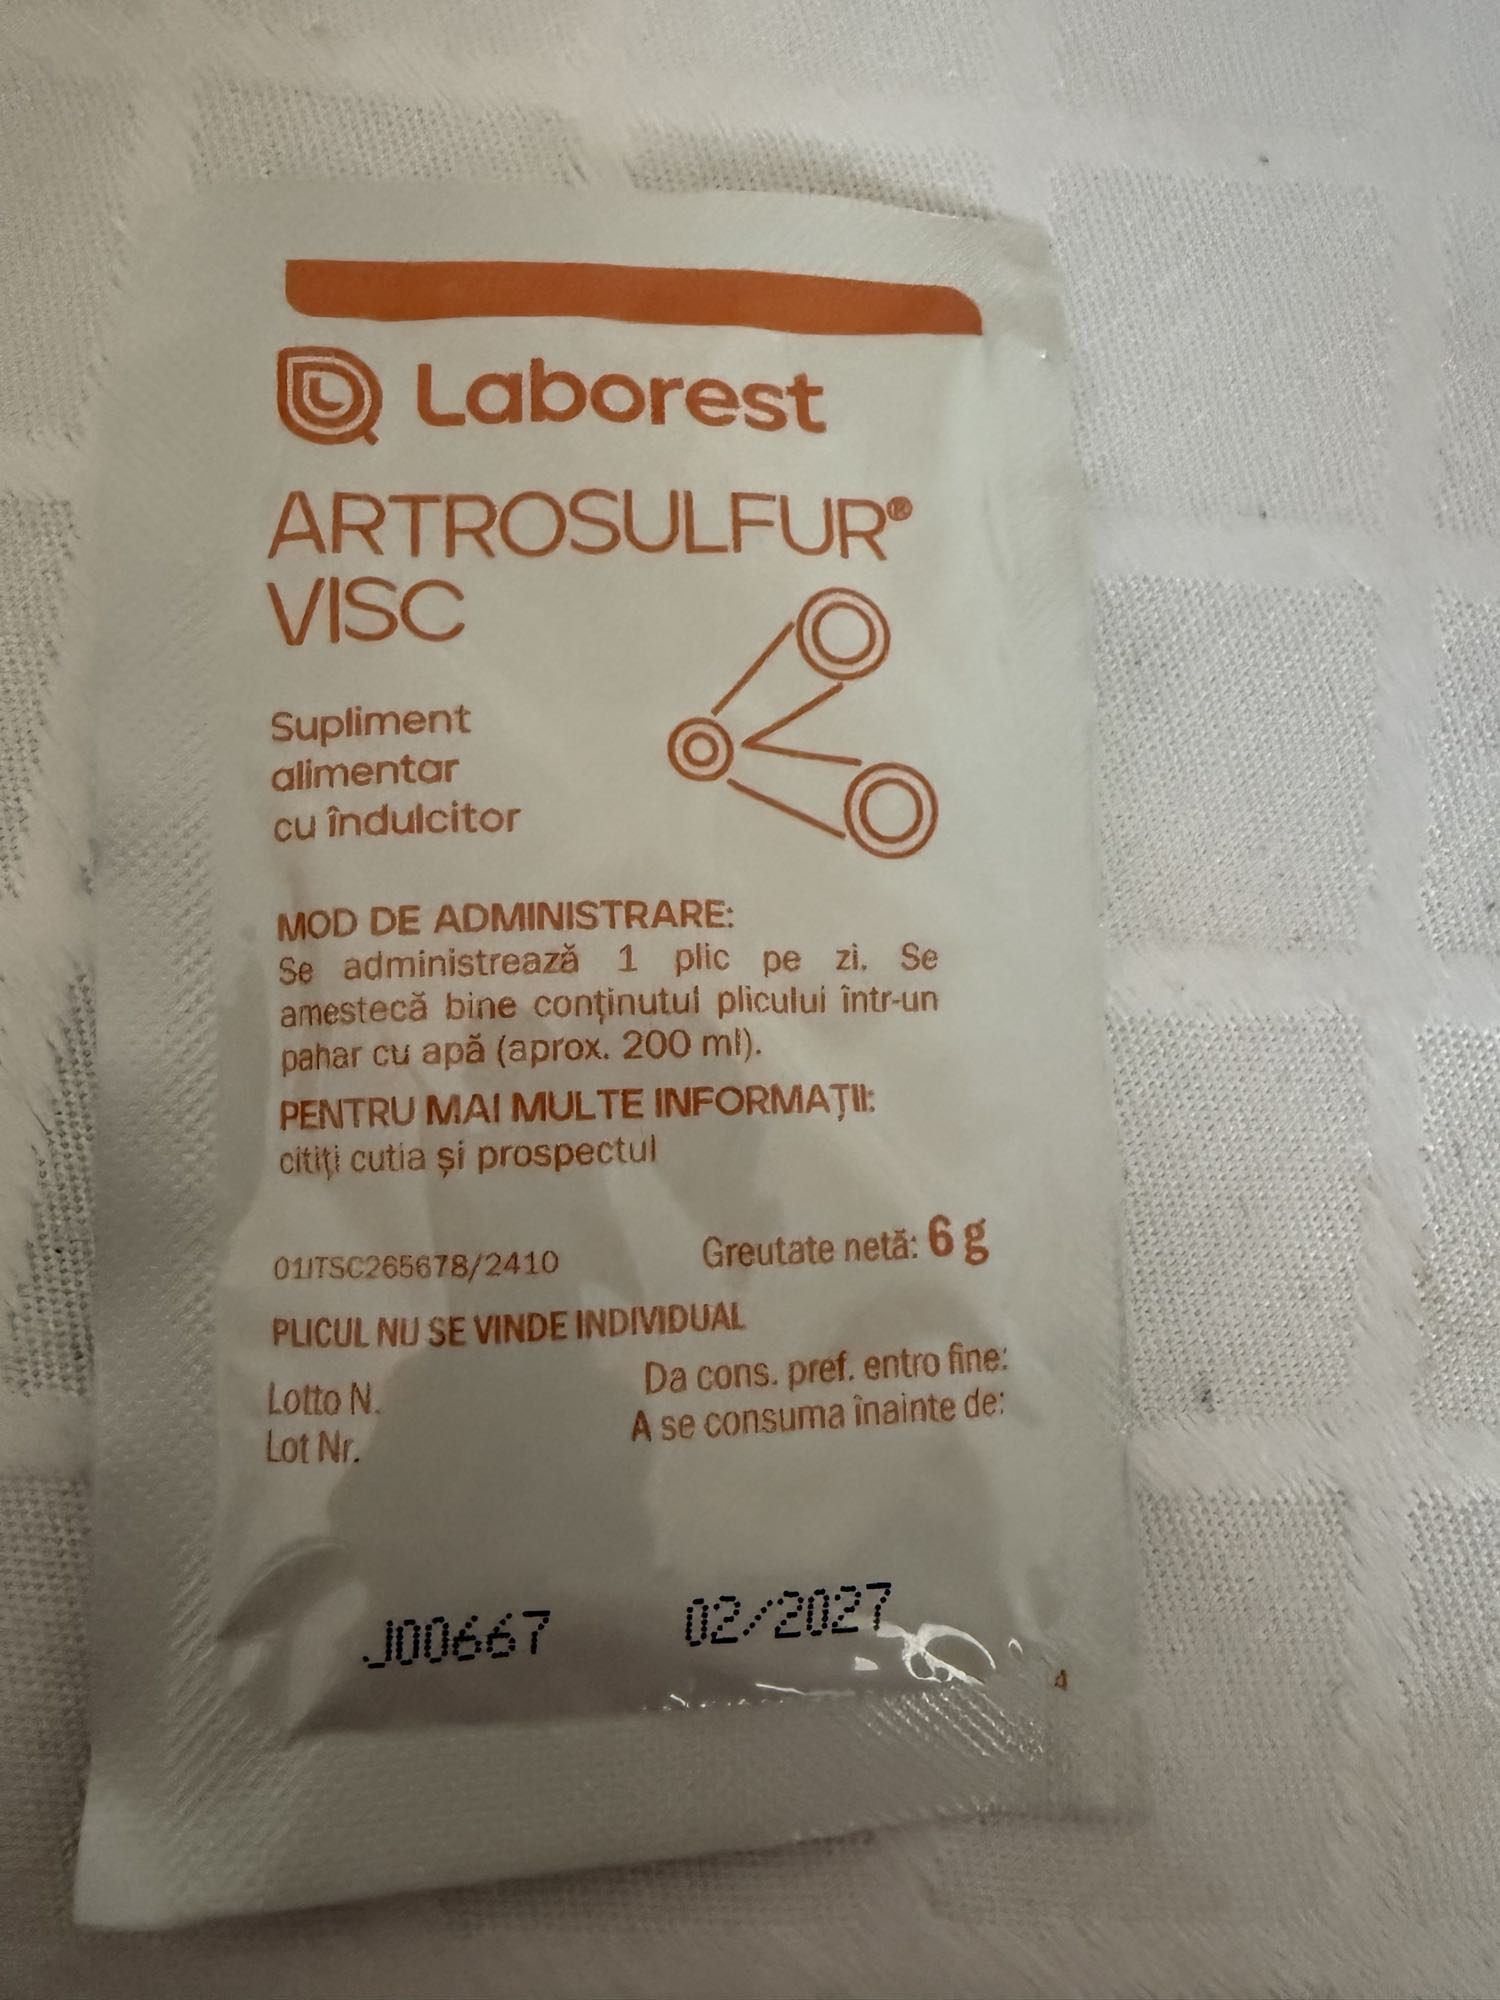 Laborest
ARTROSULFUR®
VISC
Supliment
alimentar
cu îndulcitor
MOD DE ADMINISTRARE:
Se administrează 1 plic pe zi. Se
amestecă bine conținutul plicului într-un
pahar cu apă (aprox. 200 ml).
PENTRU MAI MULTE INFORMAȚII:
citiți cutia și prospectul
01ITSC265678/2410
Greutate netă: 6 g
PLICUL NU SE VINDE INDIVIDUAL
Lotto N.
Lot Nr.
Da cons. pref. entro fine:
A se consuma înainte de:
J00667
02/2027
4